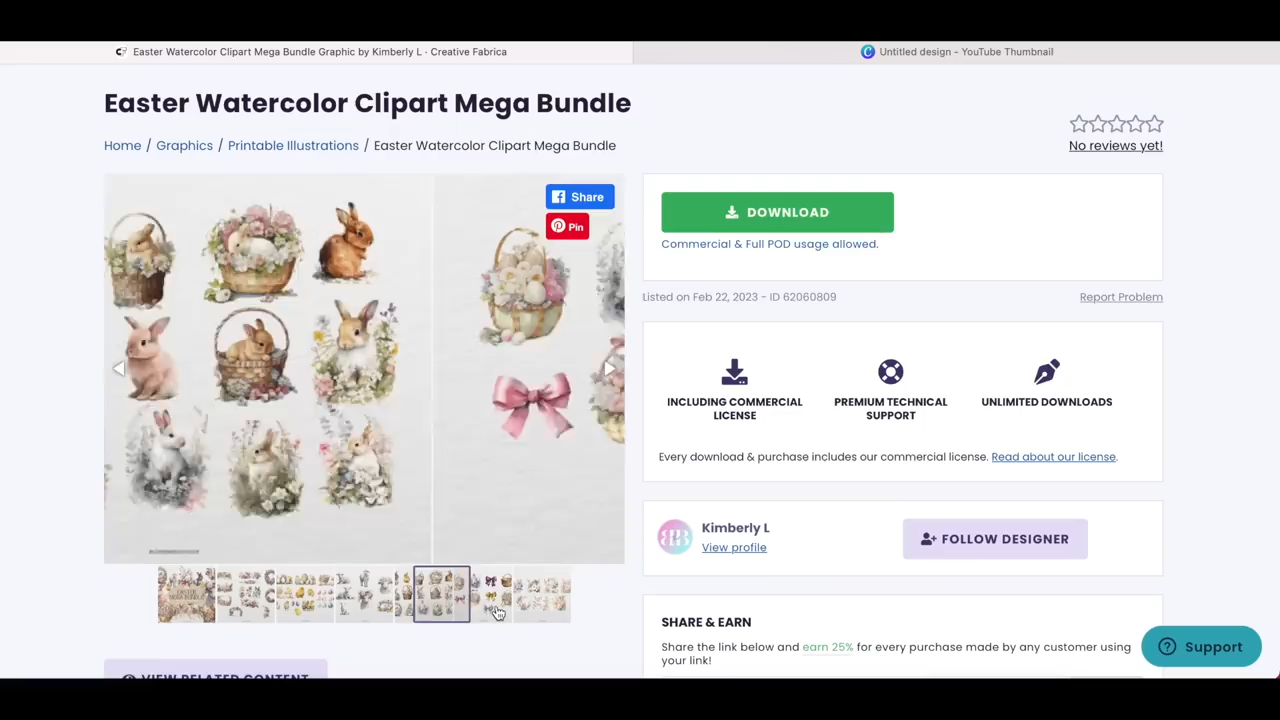 Easter Watercolor Clipart Mega Bundle Graphic by Kimberly L · Creative Fabrica
Untitled design - YouTube Thumbnail
Easter Watercolor Clipart Mega Bundle
Home / Graphics / Printable Illustrations / Easter Watercolor Clipart Mega Bundle
No reviews yet!
Share
Pin
DOWNLOAD
Commercial & Full POD usage allowed.
Listed on Feb 22, 2023 - ID 62060809
Report Problem
INCLUDING COMMERCIAL
LICENSE
PREMIUM TECHNICAL
SUPPORT
UNLIMITED DOWNLOADS
Every download & purchase includes our commercial license. Read about our license.
Kimberly L
View profile
FOLLOW DESIGNER
SHARE & EARN
Share the link below and earn 25% for every purchase made by any customer using
your link!
Support
VIEW RELATED CONTENT